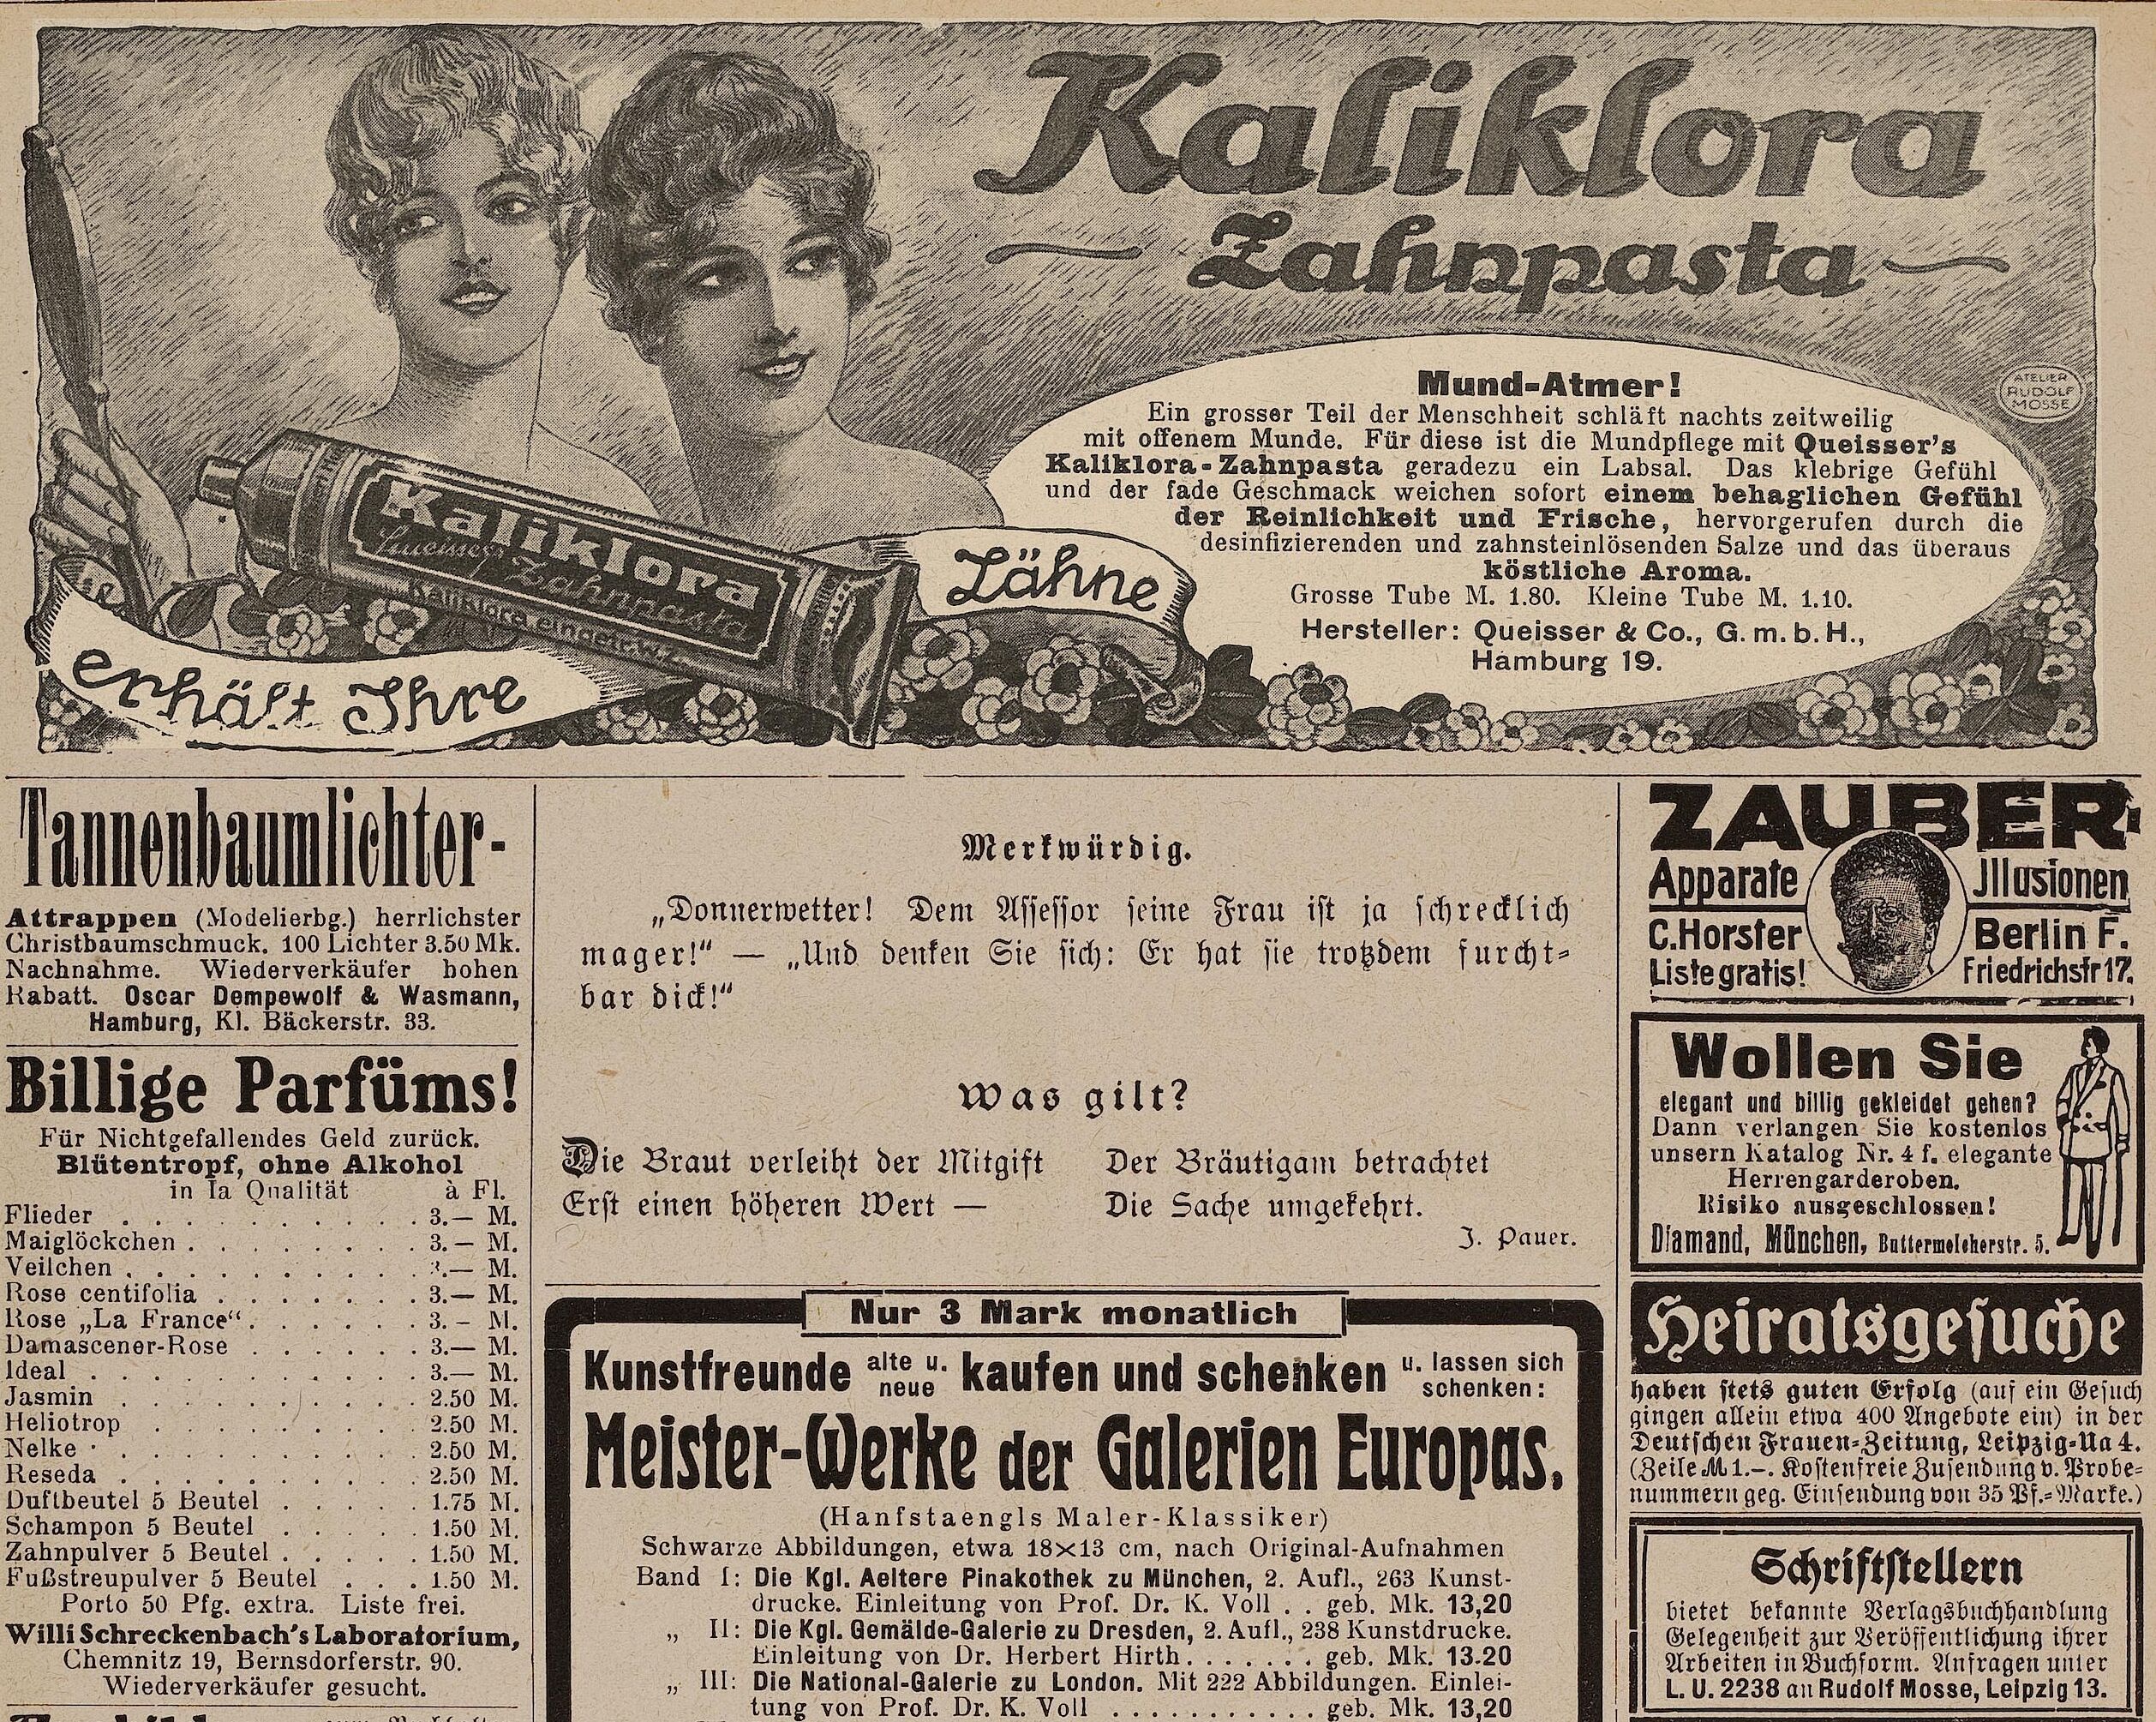 Kaliklora
Zahnpasta
ATELIER
RUDOLF
MOSSE
Mund-Atmer!
Ein grosser Teil der Menschheit schläft nachts zeitweilig
mit offenem Munde. Für diese ist die Mundpflege mit Queisser's
Kaliklora-Zahnpasta geradezu ein Labsal. Das klebrige Gefühl
und der fade Geschmack weichen sofort einem behaglichen Gefühl
der Reinlichkeit und Frische, hervorgerufen durch die
desinfizierenden und zahnsteinlösenden Salze und das überaus
köstliche Aroma.
Grosse Tube M. 1.80. Kleine Tube M. 1.10.
Hersteller: Queisser & Co., G. m. b. H.,
Hamburg 19.
Kaliklora
Zahnpasta
erhält Ihre
Zähne
Tannenbaumlichter-
Attrappen (Modelierbg.) herrlichster
Christbaumschmuck. 100 Lichter 3.50 Mk.
Nachnahme. Wiederverkäufer hohen
Rabatt. Oscar Dempewolf & Wasmann,
Hamburg, Kl. Bäckerstr. 33.
Billige Parfüms!
Für Nichtgefallendes Geld zurück.
Blütentropf, ohne Alkohol
in Ia Qualität à Fl.
Flieder . . . . . . . . . . . 3.— M.
Maiglöckchen . . . . . . . . 3.— M.
Veilchen . . . . . . . . . . .— M.
Rose centifolia . . . . . . . 3.— M.
Rose „La France“ . . . . . . 3.— M.
Damascener-Rose . . . . . . 3.— M.
Ideal . . . . . . . . . . . . 3.— M.
Jasmin . . . . . . . . . . . 2.50 M.
Heliotrop . . . . . . . . . . 2.50 M.
Nelke . . . . . . . . . . . . 2.50 M.
Reseda . . . . . . . . . . . 2.50 M.
Duftbeutel 5 Beutel . . . . . 1.75 M.
Schampon 5 Beutel . . . . . 1.50 M.
Zahnpulver 5 Beutel . . . . . 1.50 M.
Fußstreupulver 5 Beutel . . . 1.50 M.
Porto 50 Pfg. extra. Liste frei.
Willi Schreckenbach's Laboratorium,
Chemnitz 19, Bernsdorferstr. 90.
Wiederverkäufer gesucht.
Merkwürdig.
„Donnerwetter! Dem Assessor seine Frau ist ja schrecklich
mager!“ — „Und denken Sie sich: Er hat sie trotzdem furcht-
bar dick!“
Was gilt?
Die Braut verleiht der Mitgift
Erst einen höheren Wert —
Der Bräutigam betrachtet
Die Sache umgekehrt.
J. Pauer.
Nur 3 Mark monatlich
Kunstfreunde alte u. neue kaufen und schenken u. lassen sich schenken:
Meister-Werke der Galerien Europas.
(Hanfstaengls Maler-Klassiker)
Schwarze Abbildungen, etwa 18×13 cm, nach Original-Aufnahmen
Band I: Die Kgl. Aeltere Pinakothek zu München, 2. Aufl., 263 Kunst-
drucke. Einleitung von Prof. Dr. K. Voll . . geb. Mk. 13,20
„ II: Die Kgl. Gemälde-Galerie zu Dresden, 2. Aufl., 238 Kunstdrucke.
Einleitung von Dr. Herbert Hirth . . . . . . . geb. Mk. 13.20
„ III: Die National-Galerie zu London. Mit 222 Abbildungen. Einlei-
tung von Prof. Dr. K. Voll . . . . . . . . . . . geb. Mk. 13,20
ZAUBER-
Apparate Jllusionen
C. Horster Berlin F.
Liste gratis! Friedrichstr 17.
Wollen Sie
elegant und billig gekleidet gehen?
Dann verlangen Sie kostenlos
unsern Katalog Nr. 4 f. elegante
Herrengarderoben.
Risiko ausgeschlossen!
Diamand, München, Buttermelcherstr. 5.
Heiratsgesuche
haben stets guten Erfolg (auf ein Gesuch
gingen allein etwa 400 Angebote ein) in der
Deutschen Frauen-Zeitung, Leipzig-Ua 4.
(Zeile M 1.–. Kostenfreie Zusendung v. Probe-
nummern geg. Einsendung von 35 Pf.-Marke.)
Schriftstellern
bietet bekannte Verlagsbuchhandlung
Gelegenheit zur Veröffentlichung ihrer
Arbeiten in Buchform. Anfragen unter
L. U. 2238 an Rudolf Mosse, Leipzig 13.